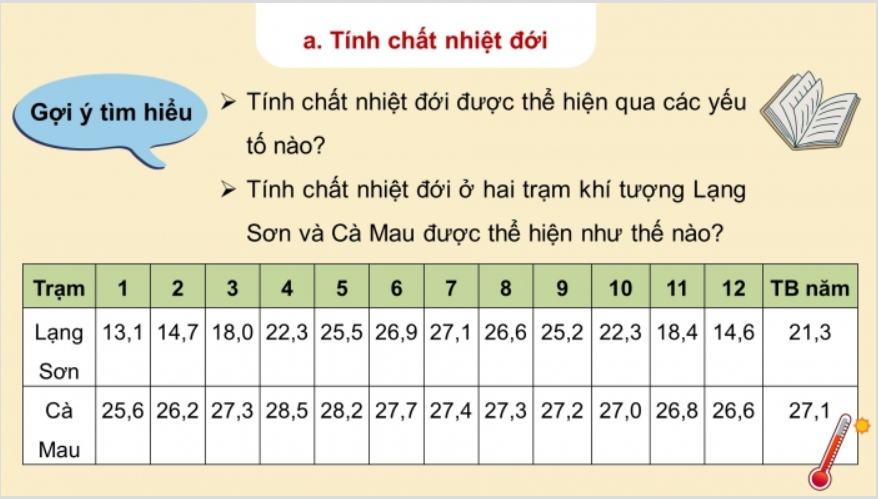 a. Tính chất nhiệt đới
Gợi ý tìm hiểu
➢ Tính chất nhiệt đới được thể hiện qua các yếu
tố nào?
➢ Tính chất nhiệt đới ở hai trạm khí tượng Lạng
Sơn và Cà Mau được thể hiện như thế nào?
Trạm 1 2 3 4 5 6 7 8 9 10 11 12 TB năm
Lạng 13,1 14,7 18,0 22,3 25,5 26,9 27,1 26,6 25,2 22,3 18,4 14,6 21,3
Sơn
Cà 25,6 26,2 27,3 28,5 28,2 27,7 27,4 27,3 27,2 27,0 26,8 26,6 27,1
Mau